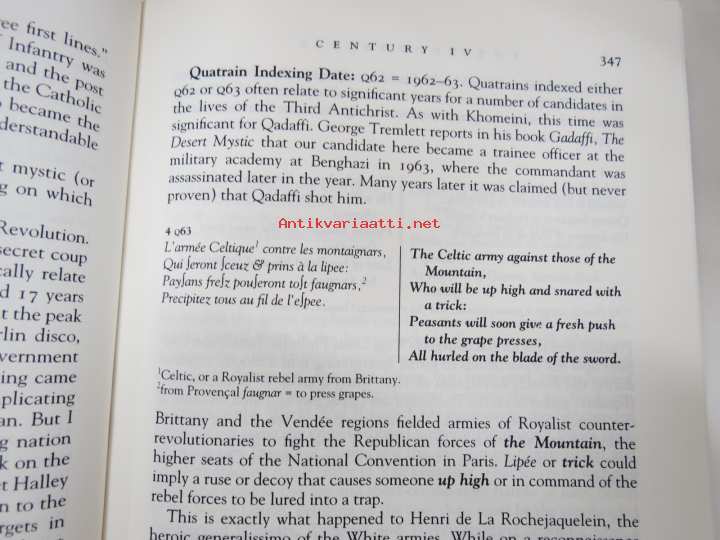 ee first lines."
Infantry was
and the post
the Catholic
became the
derstandable
mystic (or
g on which
Revolution.
secret coup
cally relate
d 17 years
t the peak
rlin disco,
overnment
ing came
plicating
an. But I
g nation
k on the
t Halley
n to the
rgets in
CENTURY IV
347
Quatrain Indexing Date: Q62 = 1962–63. Quatrains indexed either
Q62 or Q63 often relate to significant years for a number of candidates in
the lives of the Third Antichrist. As with Khomeini, this time was
significant for Qadaffi. George Tremlett reports in his book Gadaffi, The
Desert Mystic that our candidate here became a trainee officer at the
military academy at Benghazi in 1963, where the commandant was
assassinated later in the year. Many years later it was claimed (but never
proven) that Qadaffi shot him.
Antikvariaatti.net
4 Q63
L'armée Celtique¹ contre les montaignars,
Qui ſeront ſceuz & prins à la lipee:
Payſans freſz pouſeront toſt faugnars,²
Precipitez tous au fil de l'eſpee.
The Celtic army against those of the
Mountain,
Who will be up high and snared with
a trick:
Peasants will soon give a fresh push
to the grape presses,
All hurled on the blade of the sword.
¹Celtic, or a Royalist rebel army from Brittany.
²from Provençal faugnar = to press grapes.
Brittany and the Vendée regions fielded armies of Royalist counter-
revolutionaries to fight the Republican forces of the Mountain, the
higher seats of the National Convention in Paris. Lipée or trick could
imply a ruse or decoy that causes someone up high or in command of the
rebel forces to be lured into a trap.
This is exactly what happened to Henri de La Rochejaquelein, the
heroic generalissimo of the White armies. While on a reconnaissance